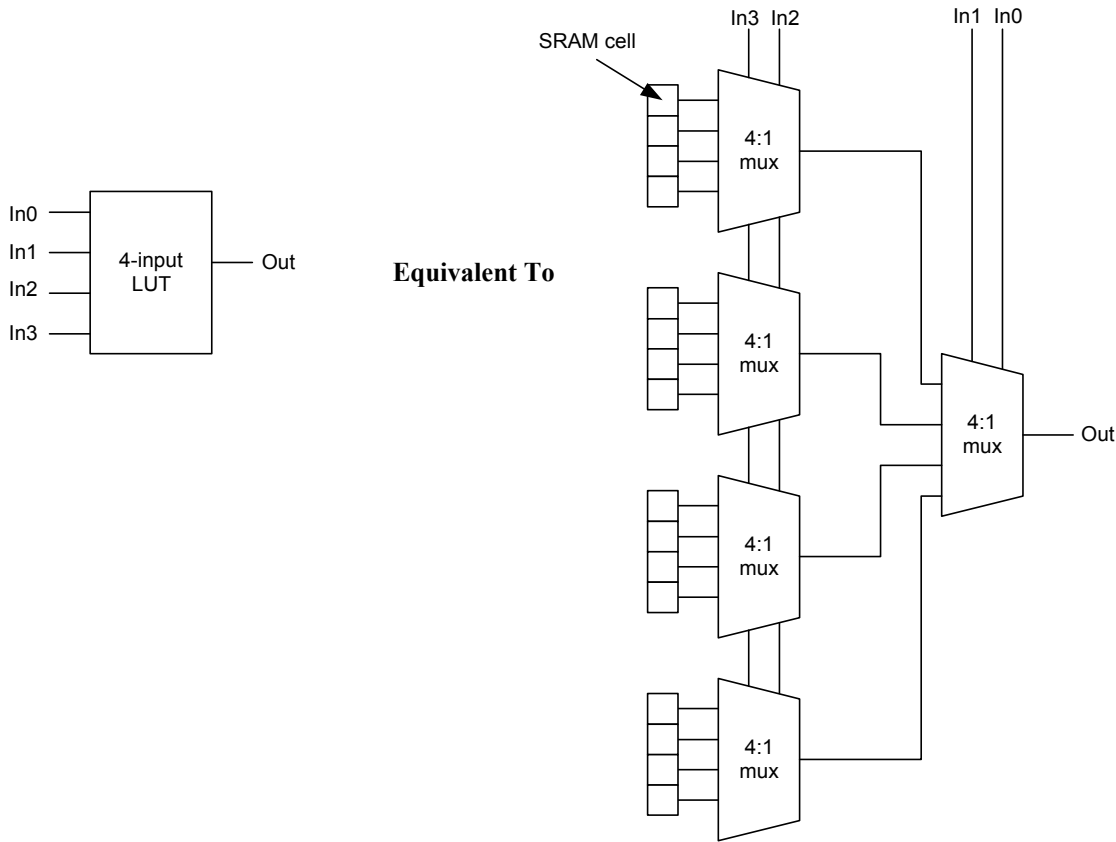 In3 In2
In1 In0
SRAM cell
4:1
mux
In0
In1
In2
In3
4-input
LUT
Out
Equivalent To
4:1
mux
4:1
mux
Out
4:1
mux
4:1
mux